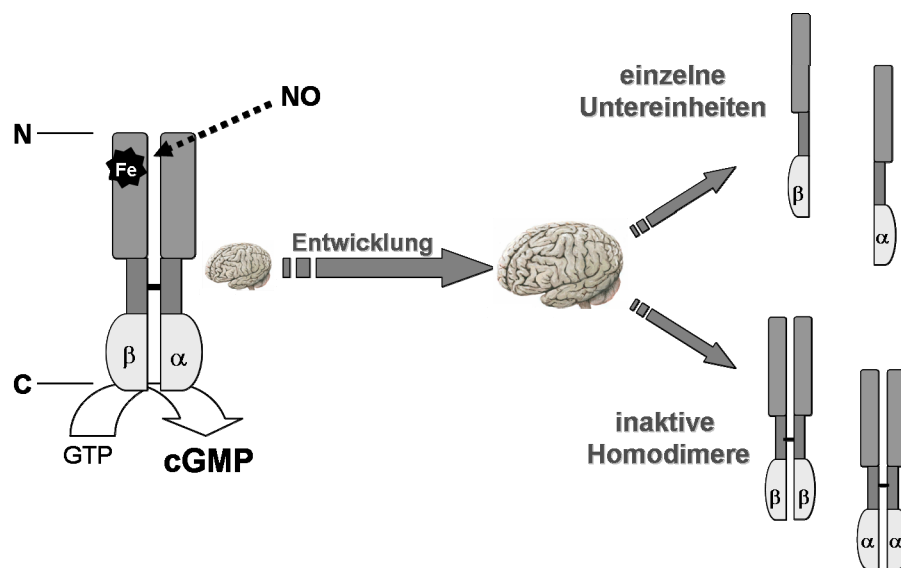 N
Fe
NO
β
α
C
GTP
cGMP
Entwicklung
einzelne
Untereinheiten
β
α
inaktive
Homodimere
β β
α α